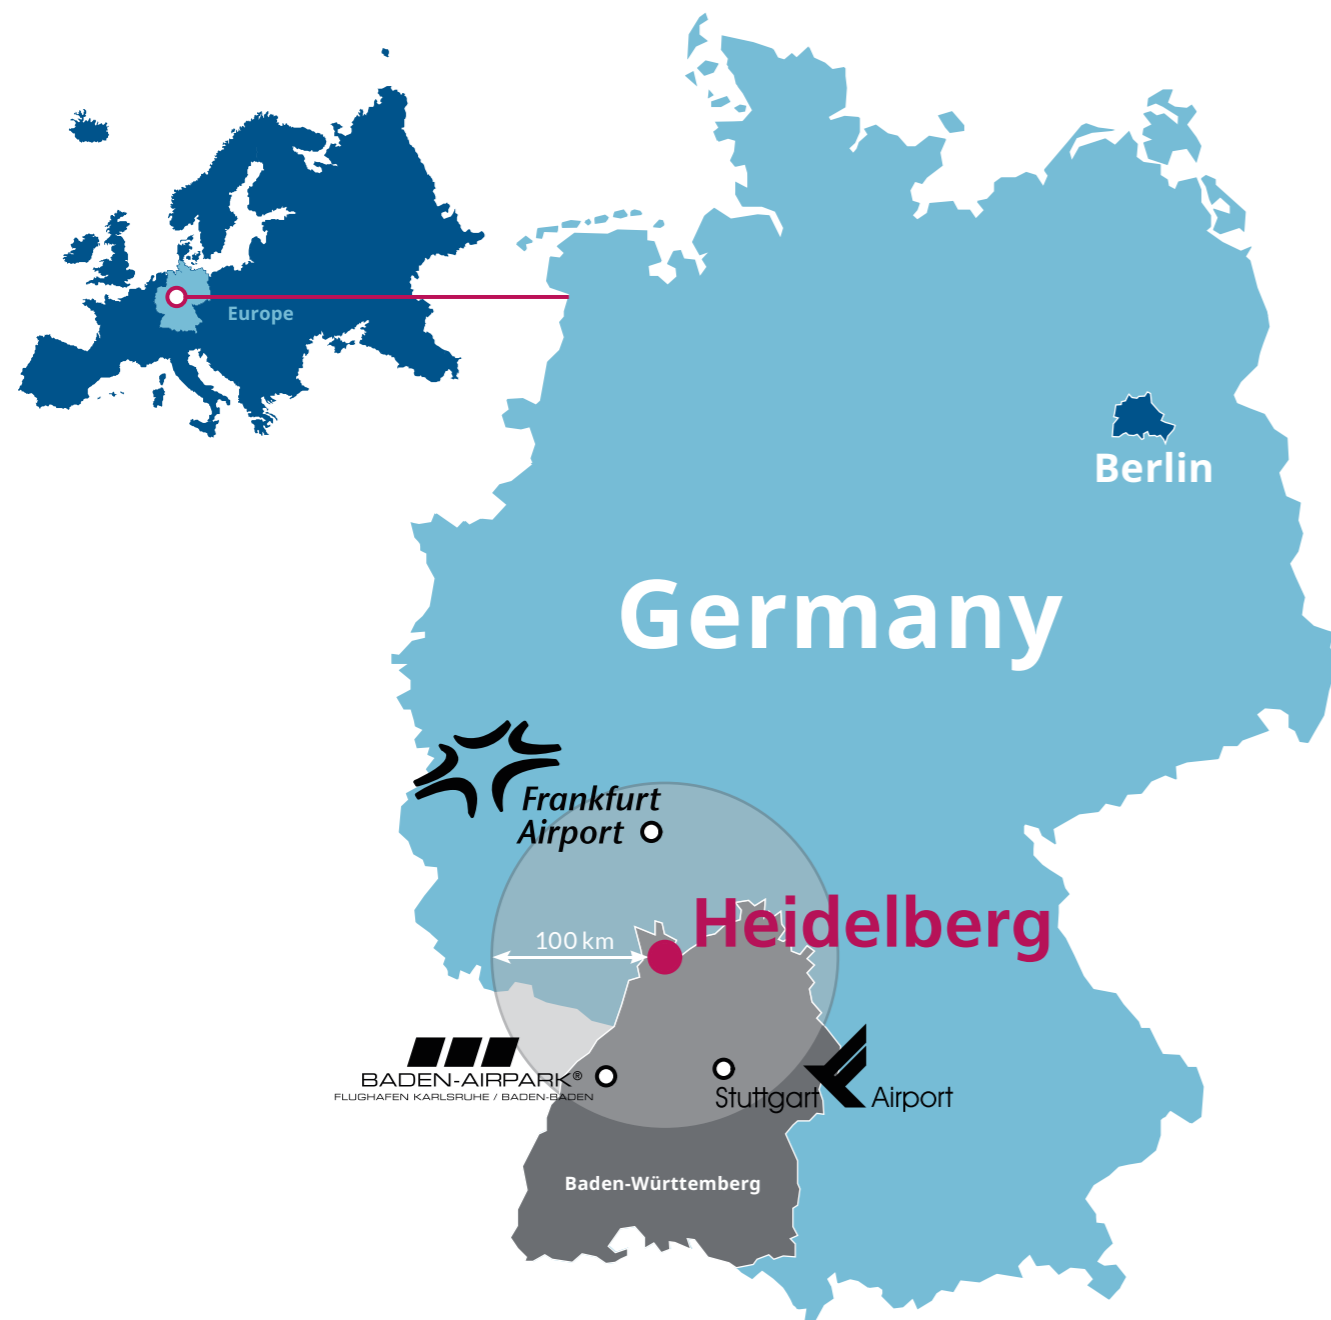 Europe
Berlin
Germany
Frankfurt
Airport
Heidelberg
100 km
BADEN-AIRPARK®
FLUGHAFEN KARLSRUHE / BADEN-BADEN
Stuttgart Airport
Baden-Württemberg